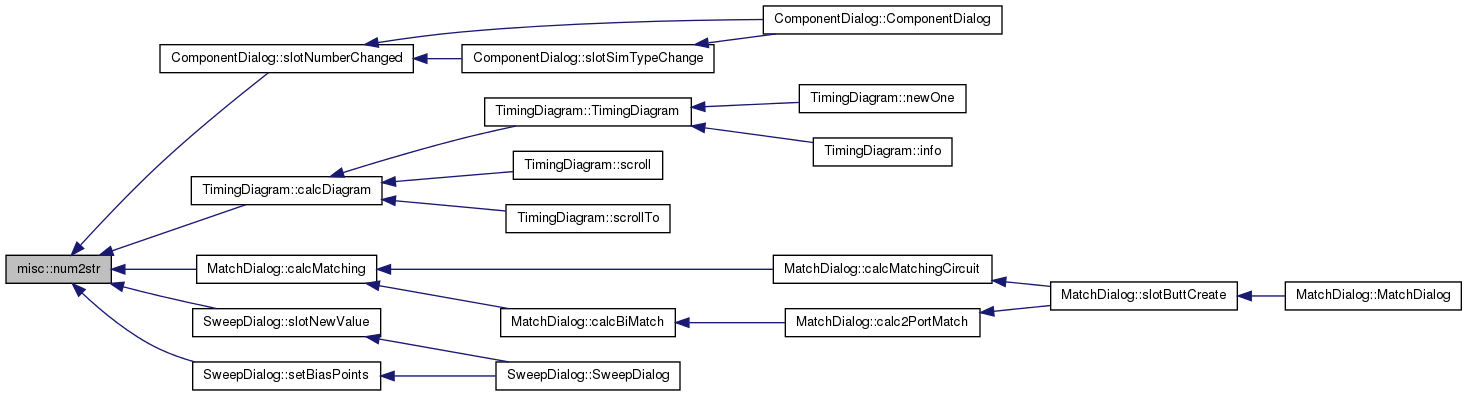 ComponentDialog::ComponentDialog
ComponentDialog::slotNumberChanged
ComponentDialog::slotSimTypeChange
TimingDiagram::newOne
TimingDiagram::TimingDiagram
TimingDiagram::info
TimingDiagram::scroll
TimingDiagram::calcDiagram
TimingDiagram::scrollTo
misc::num2str
MatchDialog::calcMatching
MatchDialog::calcMatchingCircuit
MatchDialog::slotButtCreate
MatchDialog::MatchDialog
SweepDialog::slotNewValue
MatchDialog::calcBiMatch
MatchDialog::calc2PortMatch
SweepDialog::setBiasPoints
SweepDialog::SweepDialog